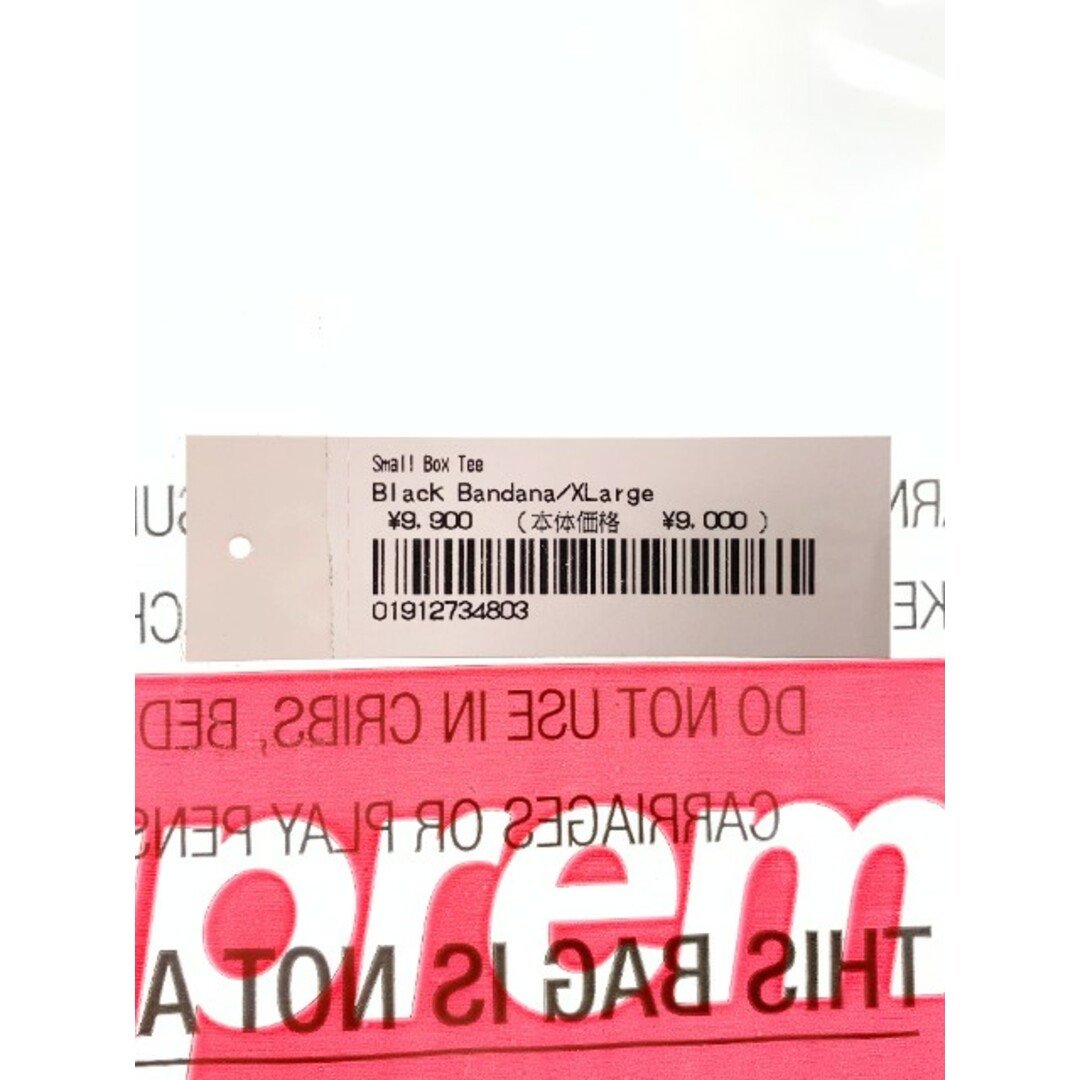 Small Box Tee
Black Bandana/XLarge
¥9,900 (本体価格 ¥9,000 )
01912734803
DO NOT USE IN CRIBS, BED
CARRIAGES OR PLAY PENS
THIS BAG IS NOT A
prem